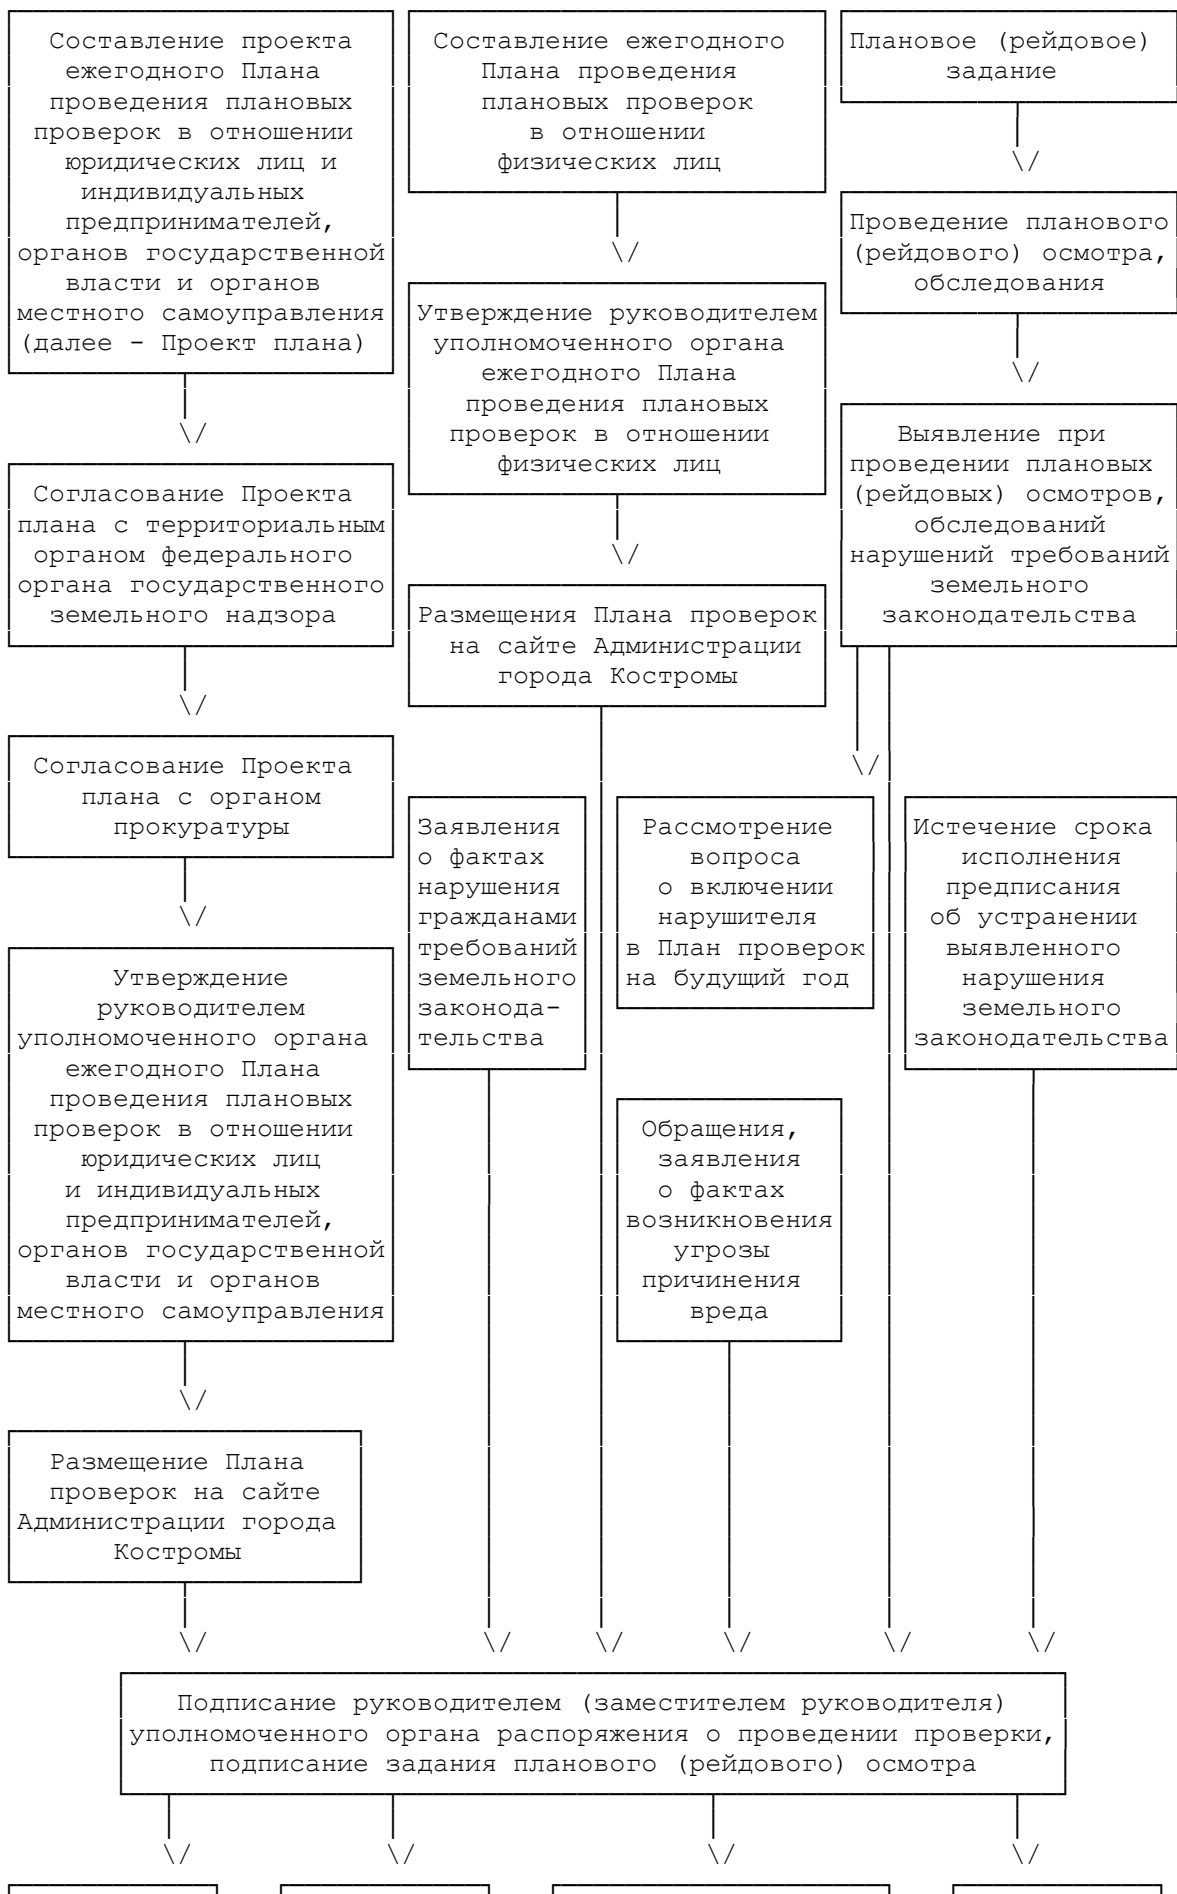 Составление проекта
ежегодного Плана
проведения плановых
проверок в отношении
юридических лиц и
индивидуальных
предпринимателей,
органов государственной
власти и органов
местного самоуправления
(далее - Проект плана)
Согласование Проекта
плана с территориальным
органом федерального
органа государственного
земельного надзора
Согласование Проекта
плана с органом
прокуратуры
Утверждение
руководителем
уполномоченного органа
ежегодного Плана
проведения плановых
проверок в отношении
юридических лиц
и индивидуальных
предпринимателей,
органов государственной
власти и органов
местного самоуправления
Размещение Плана
проверок на сайте
Администрации города
Костромы
Составление ежегодного
Плана проведения
плановых проверок
в отношении
физических лиц
Утверждение руководителем
уполномоченного органа
ежегодного Плана
проведения плановых
проверок в отношении
физических лиц
Размещения Плана проверок
на сайте Администрации
города Костромы
Плановое (рейдовое)
задание
Проведение планового
(рейдового) осмотра,
обследования
Выявление при
проведении плановых
(рейдовых) осмотров,
обследований
нарушений требований
земельного
законодательства
Заявления
о фактах
нарушения
гражданами
требований
земельного
законода-
тельства
Рассмотрение
вопроса
о включении
нарушителя
в План проверок
на будущий год
Истечение срока
исполнения
предписания
об устранении
выявленного
нарушения
земельного
законодательства
Обращения,
заявления
о фактах
возникновения
угрозы
причинения
вреда
Подписание руководителем (заместителем руководителя)
уполномоченного органа распоряжения о проведении проверки,
подписание задания планового (рейдового) осмотра